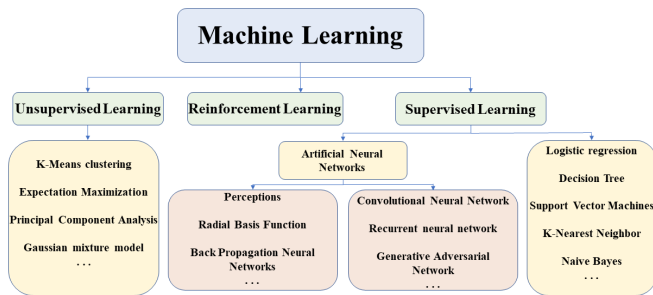 Machine Learning
Unsupervised Learning
Reinforcement Learning
Supervised Learning
K-Means clustering
Expectation Maximization
Principal Component Analysis
Gaussian mixture model
...
Artificial Neural
Networks
Perceptions
Radial Basis Function
Back Propagation Neural
Networks
...
Convolutional Neural Network
Recurrent neural network
Generative Adversarial
Network
...
Logistic regression
Decision Tree
Support Vector Machines
K-Nearest Neighbor
Naive Bayes
...